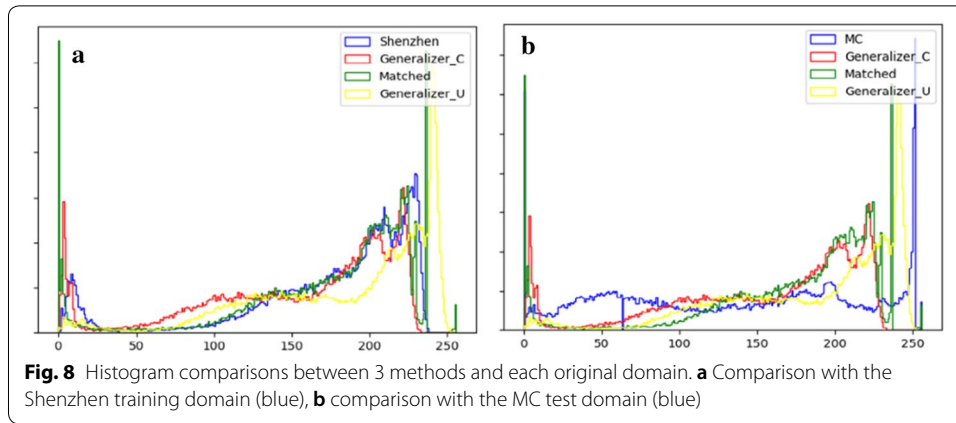 a
Shenzhen
Generalizer_C
Matched
Generalizer_U
0 50 100 150 200 250
b
MC
Generalizer_C
Matched
Generalizer_U
0 50 100 150 200 250
Fig. 8 Histogram comparisons between 3 methods and each original domain. a Comparison with the
Shenzhen training domain (blue), b comparison with the MC test domain (blue)